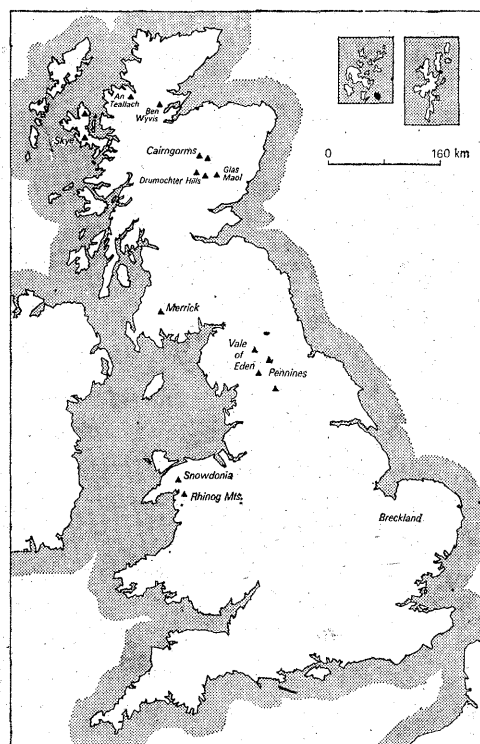 An
Teallach
Ben
Wyvis
Skye
Cairngorms
Glas
Maol
Drumochter Hills
0 160 km
Merrick
Vale
of
Eden
Pennines
Snowdonia
Rhinog Mts.
Breckland